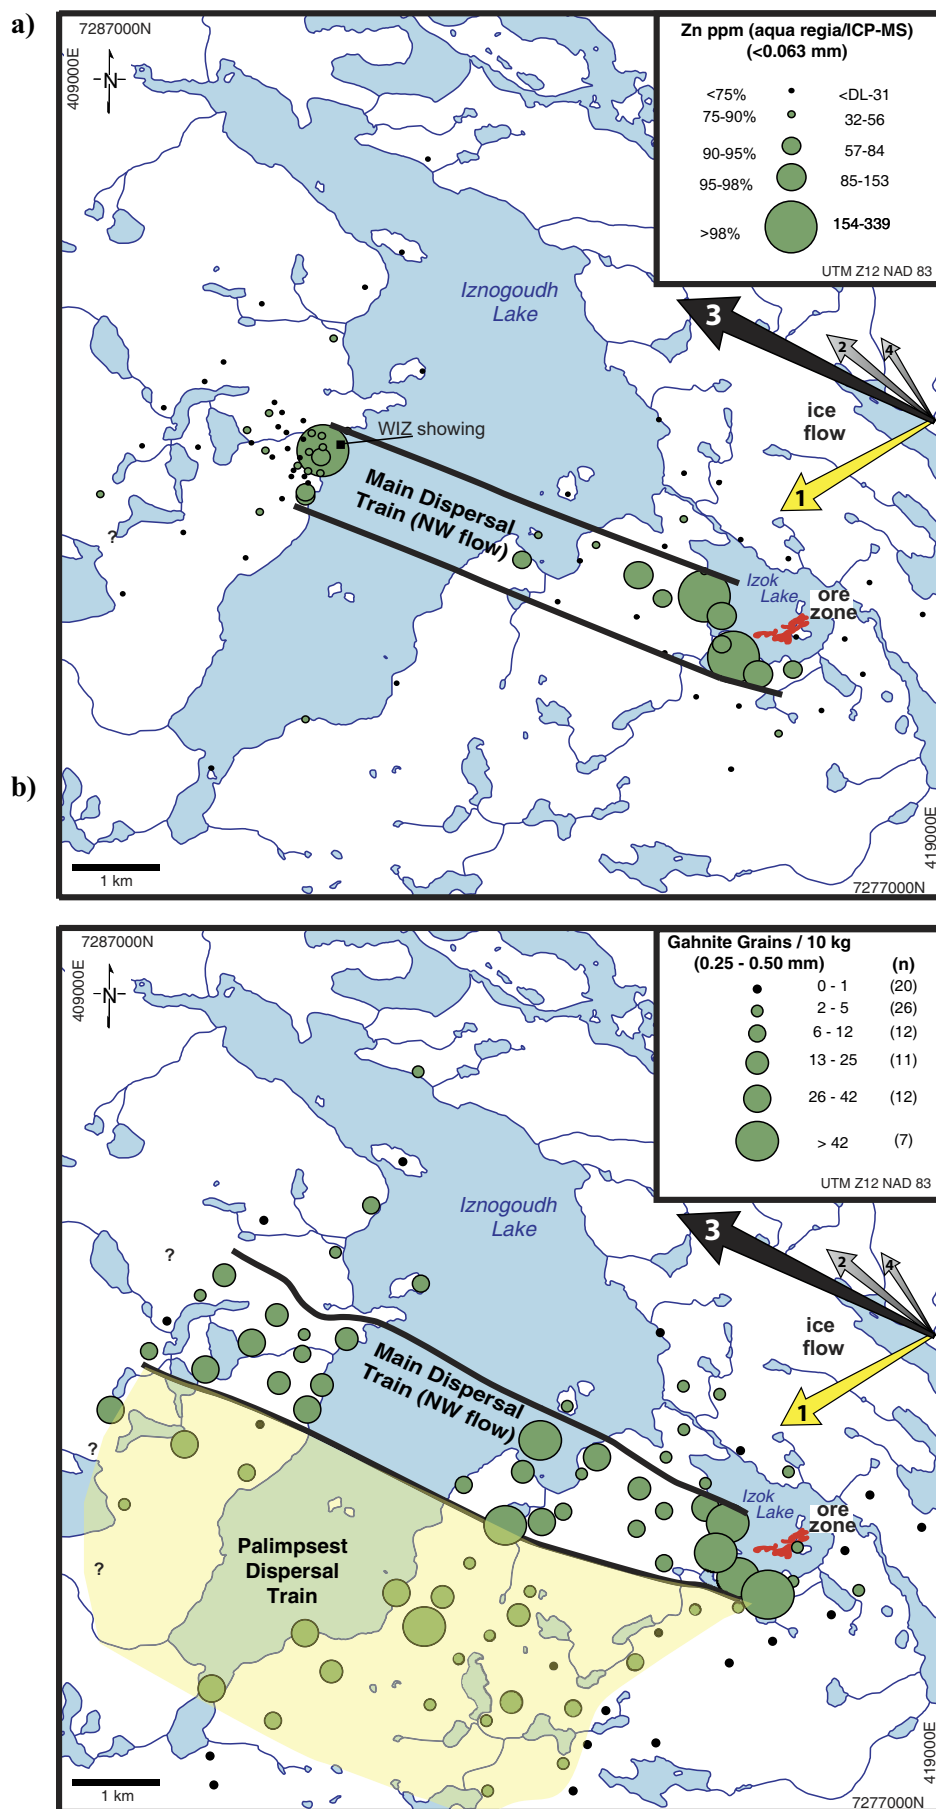 a)
7287000N
409000E
N
Zn ppm (aqua regia/ICP-MS)
(<0.063 mm)
<75% <DL-31
75-90% 32-56
90-95% 57-84
95-98% 85-153
>98% 154-339
UTM Z12 NAD 83
Iznogoudh
Lake
3
2
4
ice
flow
1
WIZ showing
Main Dispersal
Train (NW flow)
?
Izok
Lake
ore
zone
b)
1 km
419000E
7277000N
7287000N
409000E
N
Gahnite Grains / 10 kg
(0.25 - 0.50 mm) (n)
0 - 1 (20)
2 - 5 (26)
6 - 12 (12)
13 - 25 (11)
26 - 42 (12)
> 42 (7)
UTM Z12 NAD 83
Iznogoudh
Lake
3
2
4
ice
flow
1
?
Main Dispersal
Train (NW flow)
?
Izok
Lake
ore
zone
Palimpsest
Dispersal
Train
?
1 km
419000E
7277000N